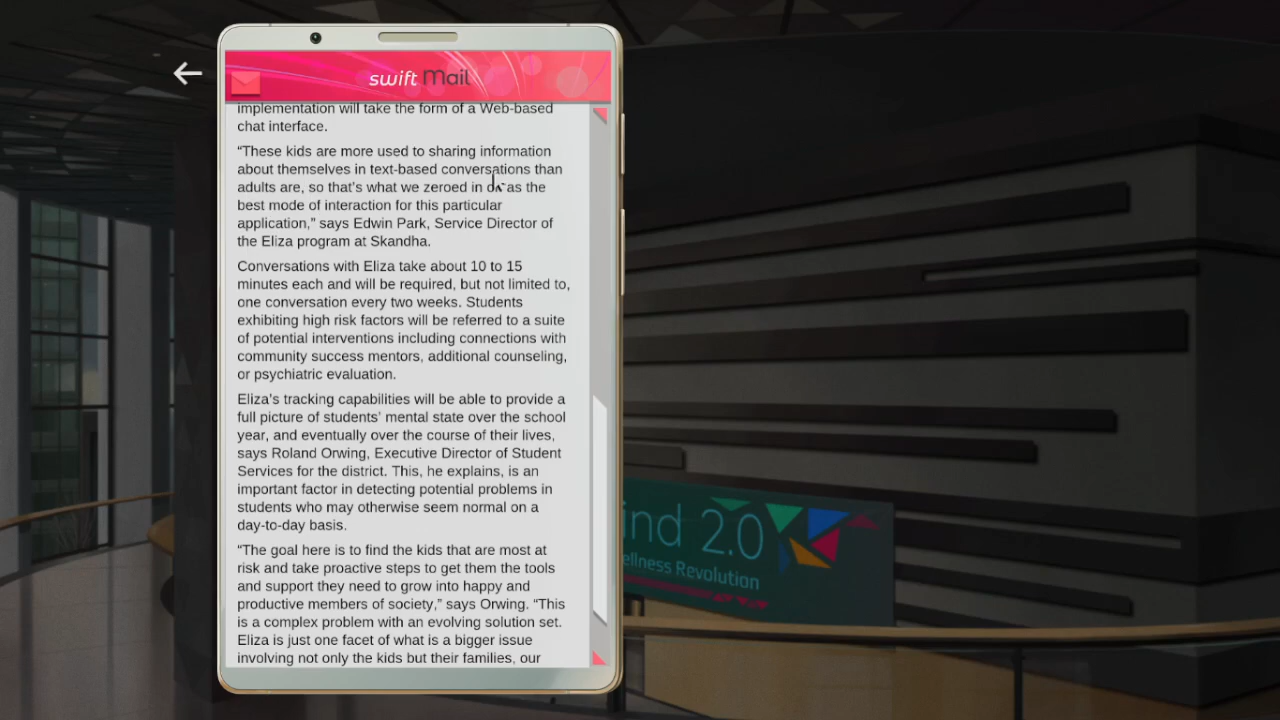 swift Mail
implementation will take the form of a Web-based
chat interface.
“These kids are more used to sharing information
about themselves in text-based conversations than
adults are, so that’s what we zeroed in on as the
best mode of interaction for this particular
application,” says Edwin Park, Service Director of
the Eliza program at Skandha.
Conversations with Eliza take about 10 to 15
minutes each and will be required, but not limited to,
one conversation every two weeks. Students
exhibiting high risk factors will be referred to a suite
of potential interventions including connections with
community success mentors, additional counseling,
or psychiatric evaluation.
Eliza’s tracking capabilities will be able to provide a
full picture of students’ mental state over the school
year, and eventually over the course of their lives,
says Roland Orwing, Executive Director of Student
Services for the district. This, he explains, is an
important factor in detecting potential problems in
students who may otherwise seem normal on a
day-to-day basis.
“The goal here is to find the kids that are most at
risk and take proactive steps to get them the tools
and support they need to grow into happy and
productive members of society,” says Orwing. “This
is a complex problem with an evolving solution set.
Eliza is just one facet of what is a bigger issue
involving not only the kids but their families, our
ind 2.0
ellness Revolution